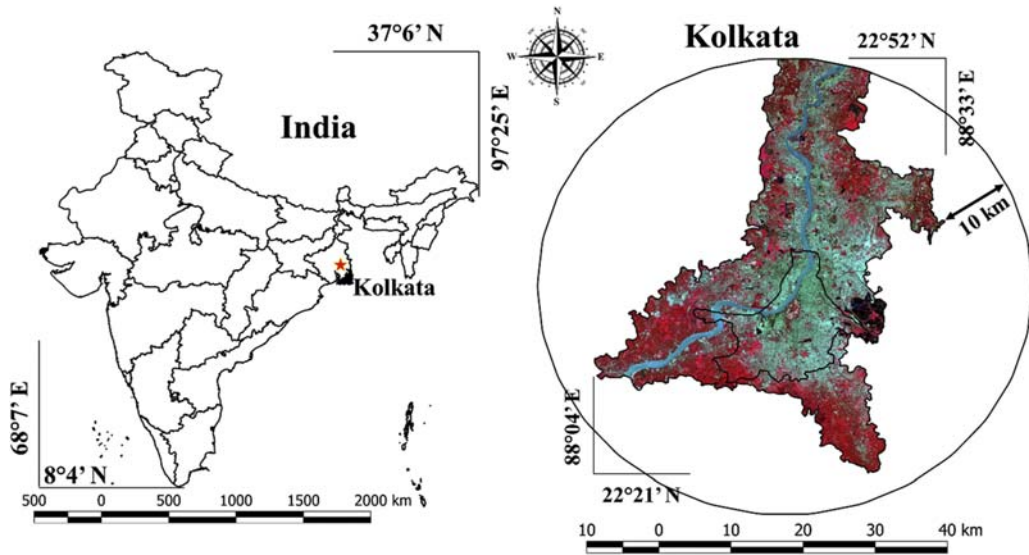 37°6’ N
97°25’ E
India
Kolkata
68°7’ E
8°4’ N
500 0 500 1000 1500 2000 km
N
W E
S
Kolkata
22°52’ N
88°33’ E
10 km
88°04’ E
22°21’ N
10 0 10 20 30 40 km